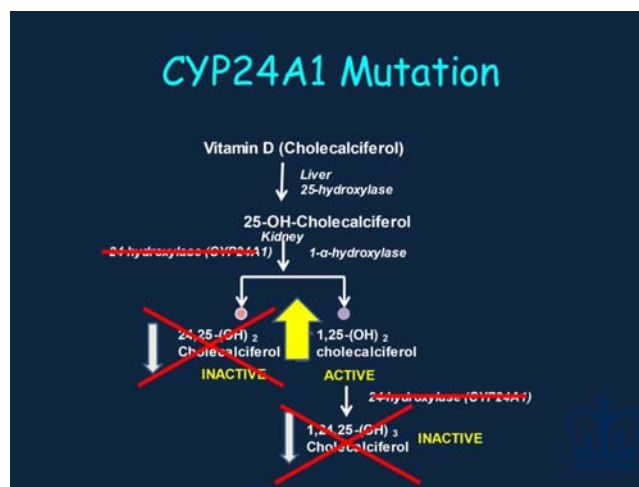 CYP24A1 Mutation
Vitamin D (Cholecalciferol)
Liver
25-hydroxylase
25-OH-Cholecalciferol
Kidney
24-hydroxylase (CYP24A1)
1-α-hydroxylase
24,25-(OH) 2
Cholecalciferol
INACTIVE
1,25-(OH) 2
cholecalciferol
ACTIVE
24-hydroxylase (CYP24A1)
1,24,25-(OH) 3
Cholecalciferol
INACTIVE